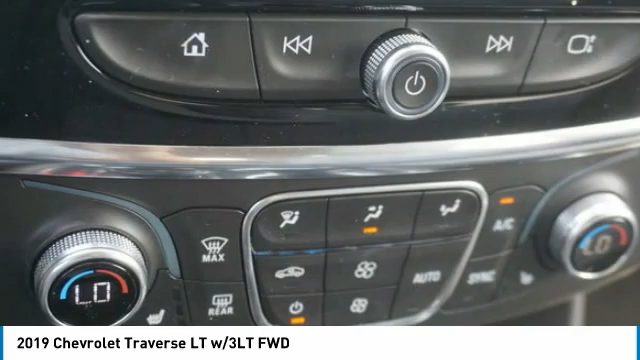 MAX
A/C
LO
AUTO
SYNC
LO
REAR
2019 Chevrolet Traverse LT w/3LT FWD